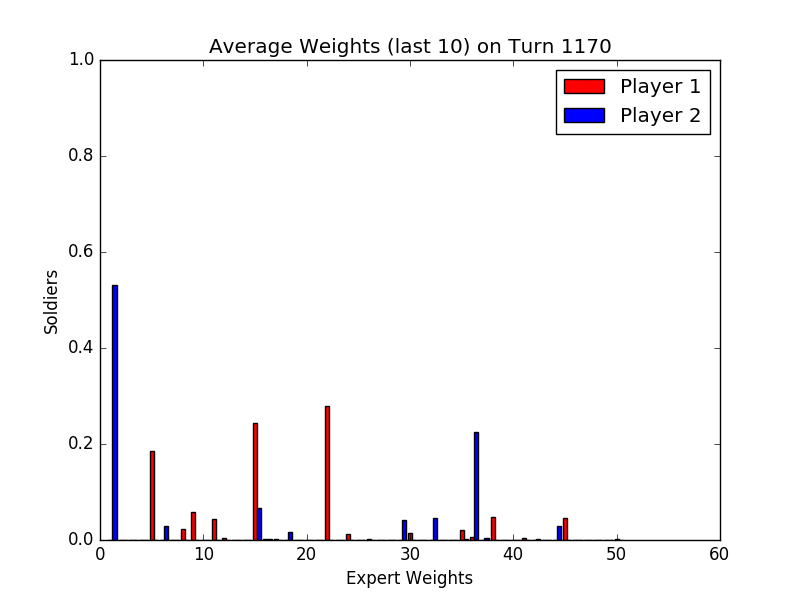 Average Weights (last 10) on Turn 1170
1.0
0.8
0.6
0.4
0.2
0.0
Soldiers
Player 1
Player 2
0 10 20 30 40 50 60
Expert Weights